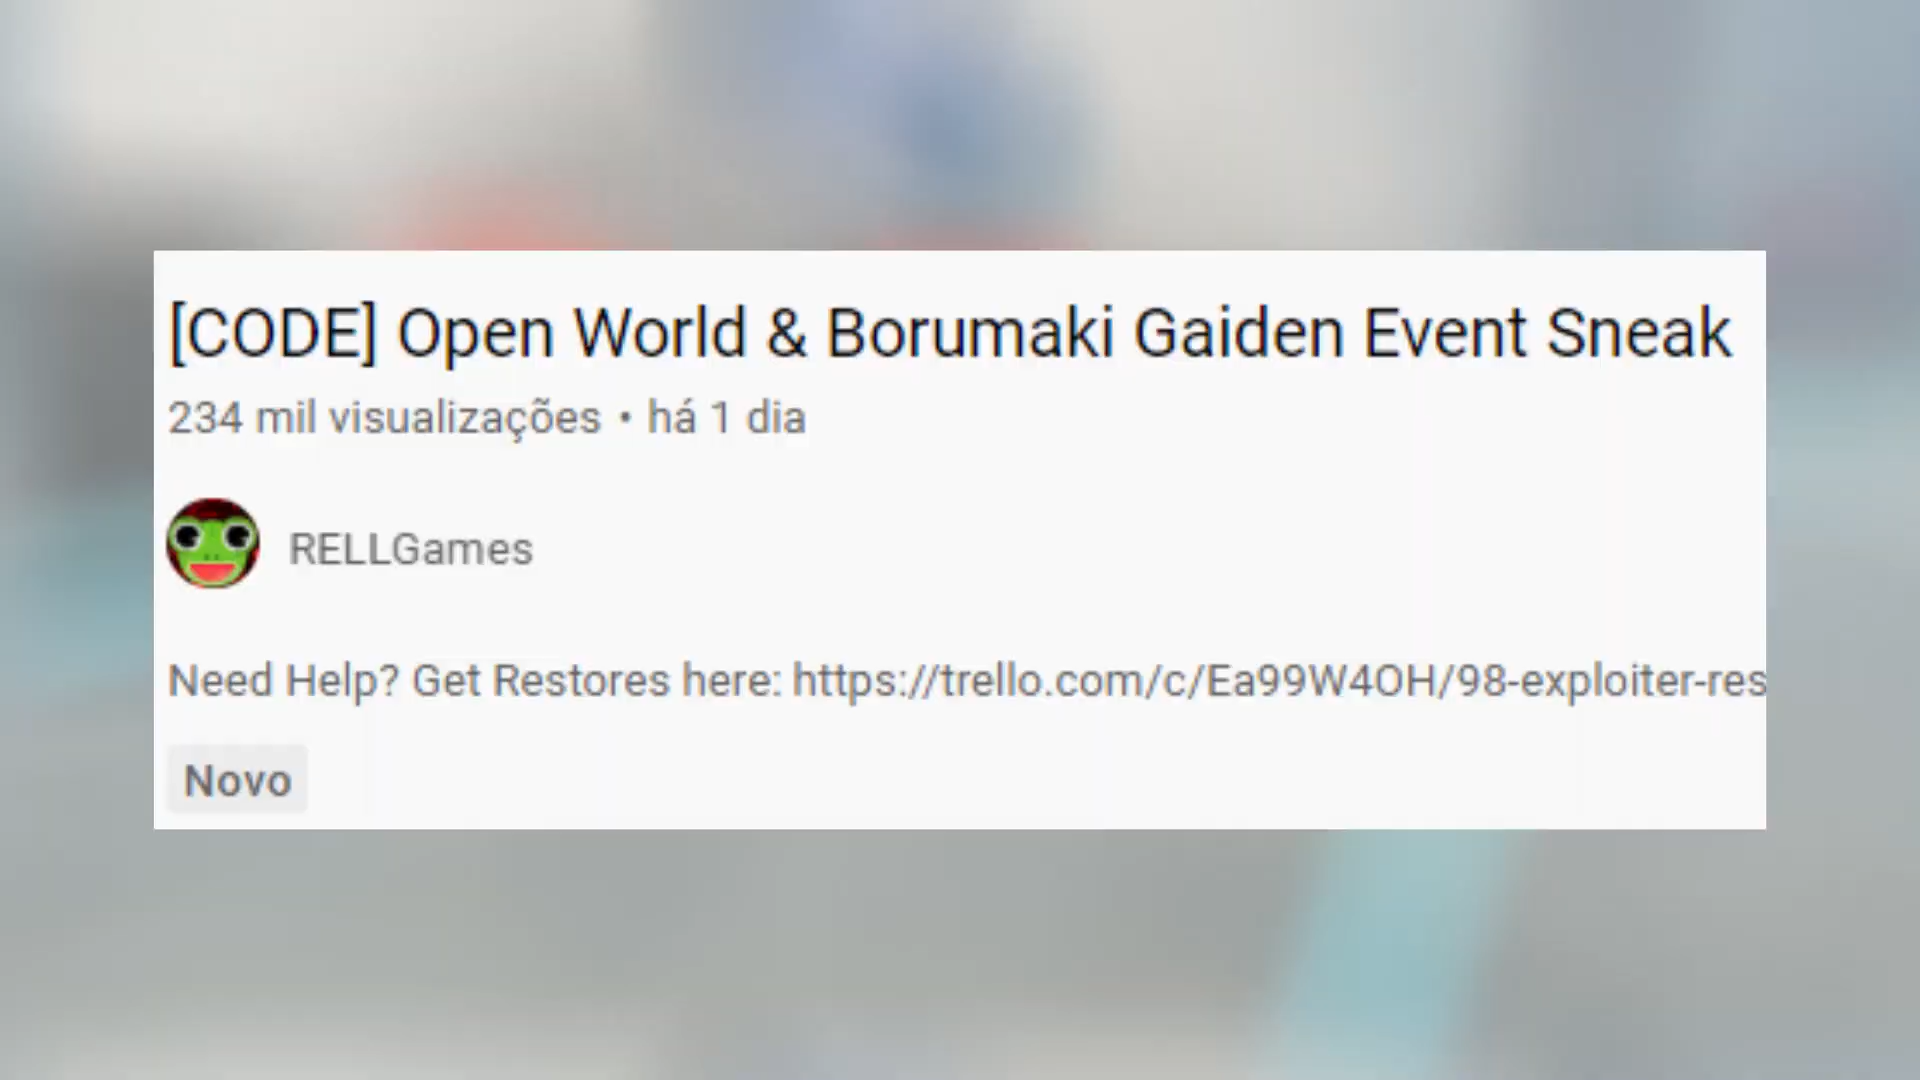 [CODE] Open World & Borumaki Gaiden Event Sneak
234 mil visualizações • há 1 dia
RELLGames
Need Help? Get Restores here: https://trello.com/c/Ea99W4OH/98-exploiter-res
Novo